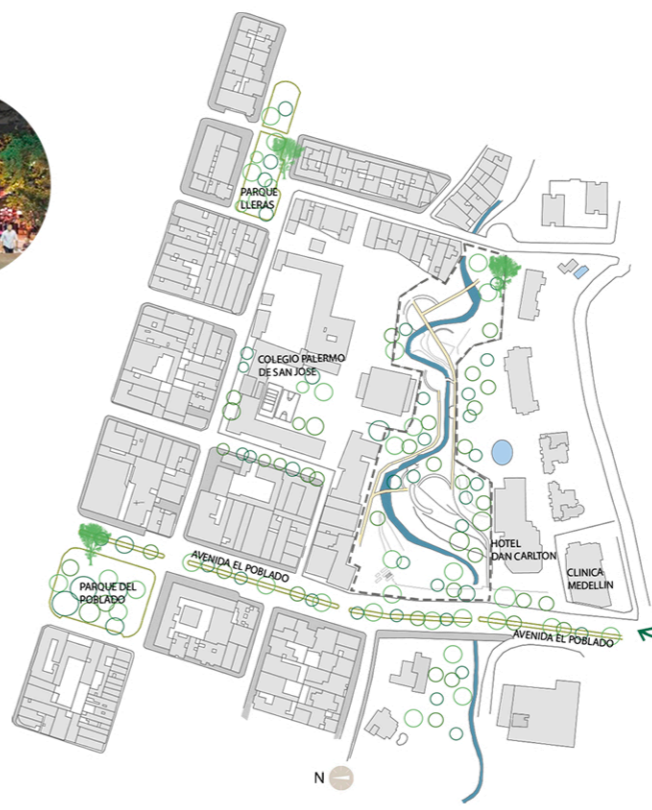 PARQUE
LLERAS
COLEGIO PALERMO
DE SAN JOSE
HOTEL
DAN CARLTON
CLINICA
MEDELLIN
AVENIDA EL POBLADO
PARQUE DEL
POBLADO
AVENIDA EL POBLADO
N